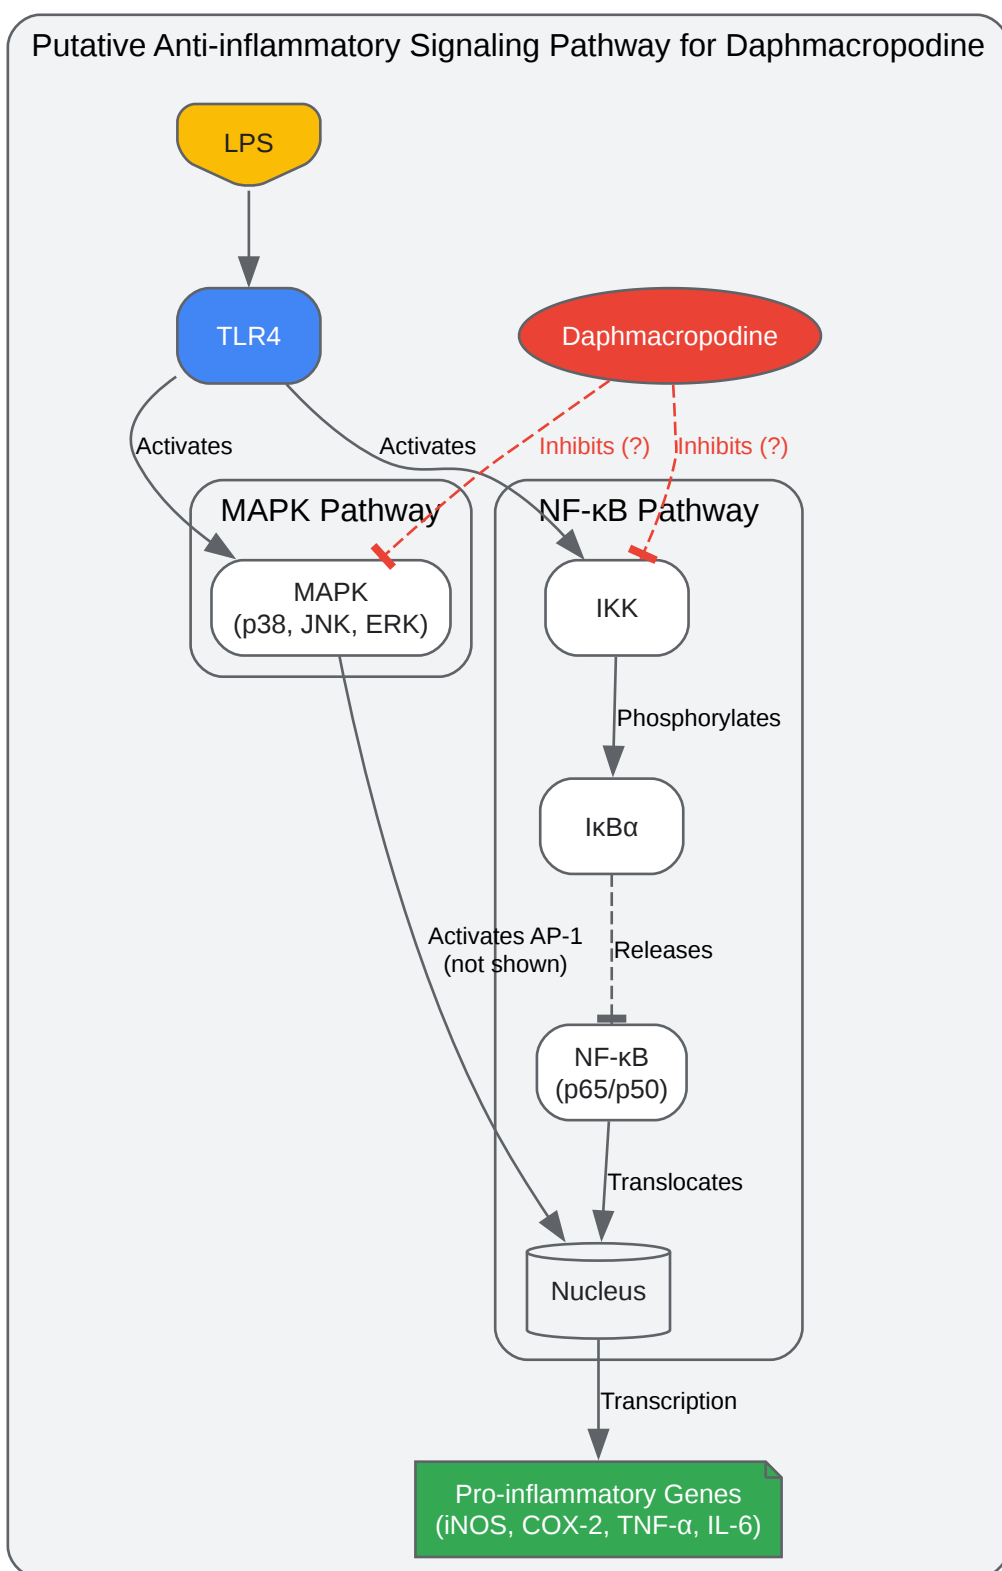 Putative Anti-inflammatory Signaling Pathway for Daphmacropodine
LPS
TLR4
Daphmacropodine
Activates
Activates
Inhibits (?)
Inhibits (?)
MAPK Pathway
NF-κB Pathway
MAPK
(p38, JNK, ERK)
IKK
Phosphorylates
IκBα
Activates AP-1
(not shown)
Releases
NF-κB
(p65/p50)
Translocates
Nucleus
Transcription
Pro-inflammatory Genes
(iNOS, COX-2, TNF-α, IL-6)